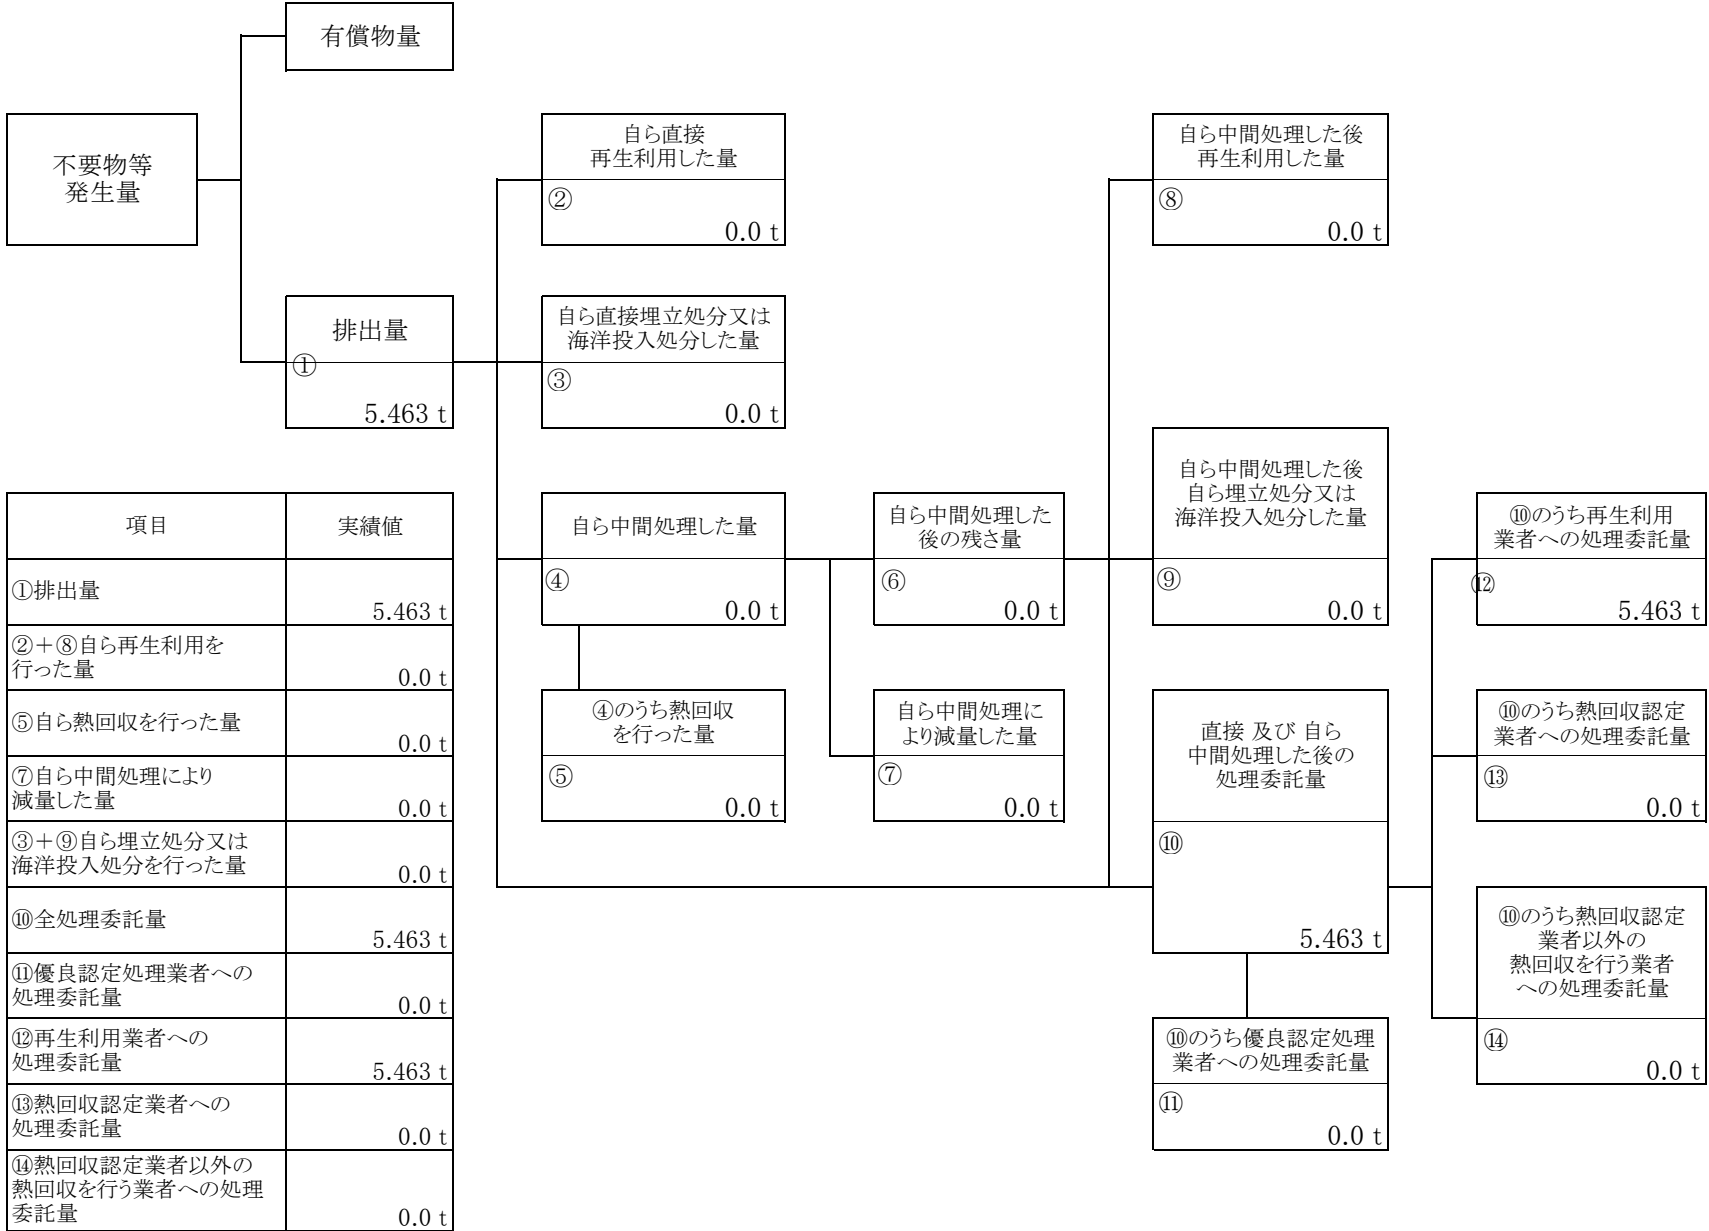 有償物量
不要物等
発生量
自ら直接
再生利用した量
②
0.0 t
自ら中間処理した後
再生利用した量
⑧
0.0 t
排出量
①
5.463 t
自ら直接埋立処分又は
海洋投入処分した量
③
0.0 t
自ら中間処理した量
④
0.0 t
自ら中間処理した
後の残さ量
⑥
0.0 t
自ら中間処理した後
自ら埋立処分又は
海洋投入処分した量
⑨
0.0 t
⑩のうち再生利用
業者への処理委託量
⑫
5.463 t
④のうち熱回収
を行った量
⑤
0.0 t
自ら中間処理に
より減量した量
⑦
0.0 t
直接 及び 自ら
中間処理した後の
処理委託量
⑩
5.463 t
⑩のうち熱回収認定
業者への処理委託量
⑬
0.0 t
⑩のうち熱回収認定
業者以外の
熱回収を行う業者
への処理委託量
⑭
0.0 t
⑩のうち優良認定処理
業者への処理委託量
⑪
0.0 t
項目 実績値
①排出量
5.463 t
②＋⑧自ら再生利用を
行った量
0.0 t
⑤自ら熱回収を行った量
0.0 t
⑦自ら中間処理により
減量した量
0.0 t
③＋⑨自ら埋立処分又は
海洋投入処分を行った量
0.0 t
⑩全処理委託量
5.463 t
⑪優良認定処理業者への
処理委託量
0.0 t
⑫再生利用業者への
処理委託量
5.463 t
⑬熱回収認定業者への
処理委託量
0.0 t
⑭熱回収認定業者以外の
熱回収を行う業者への処理
委託量
0.0 t